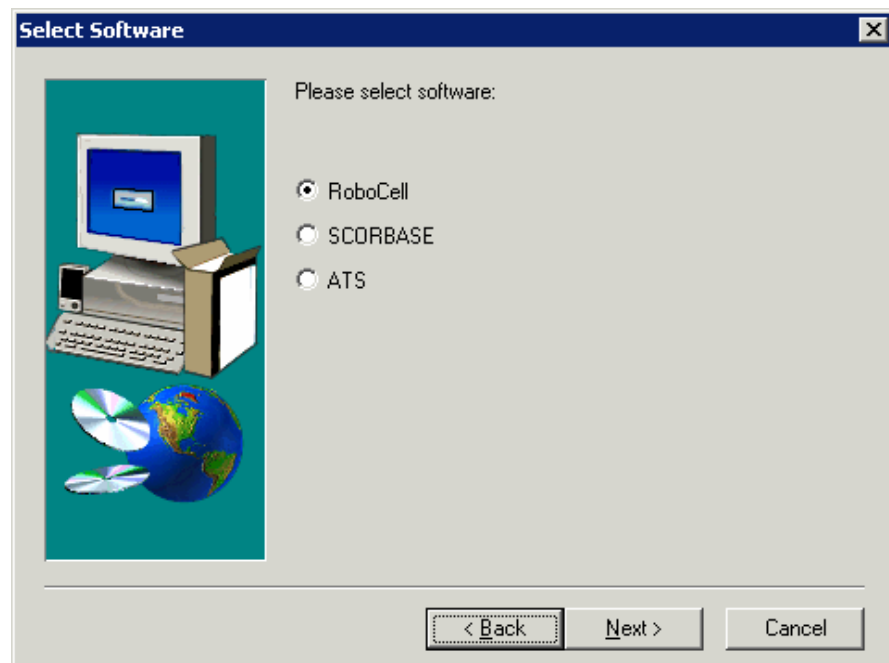 Select Software
Please select software:
RoboCell
SCORBASE
ATS
< Back
Next >
Cancel